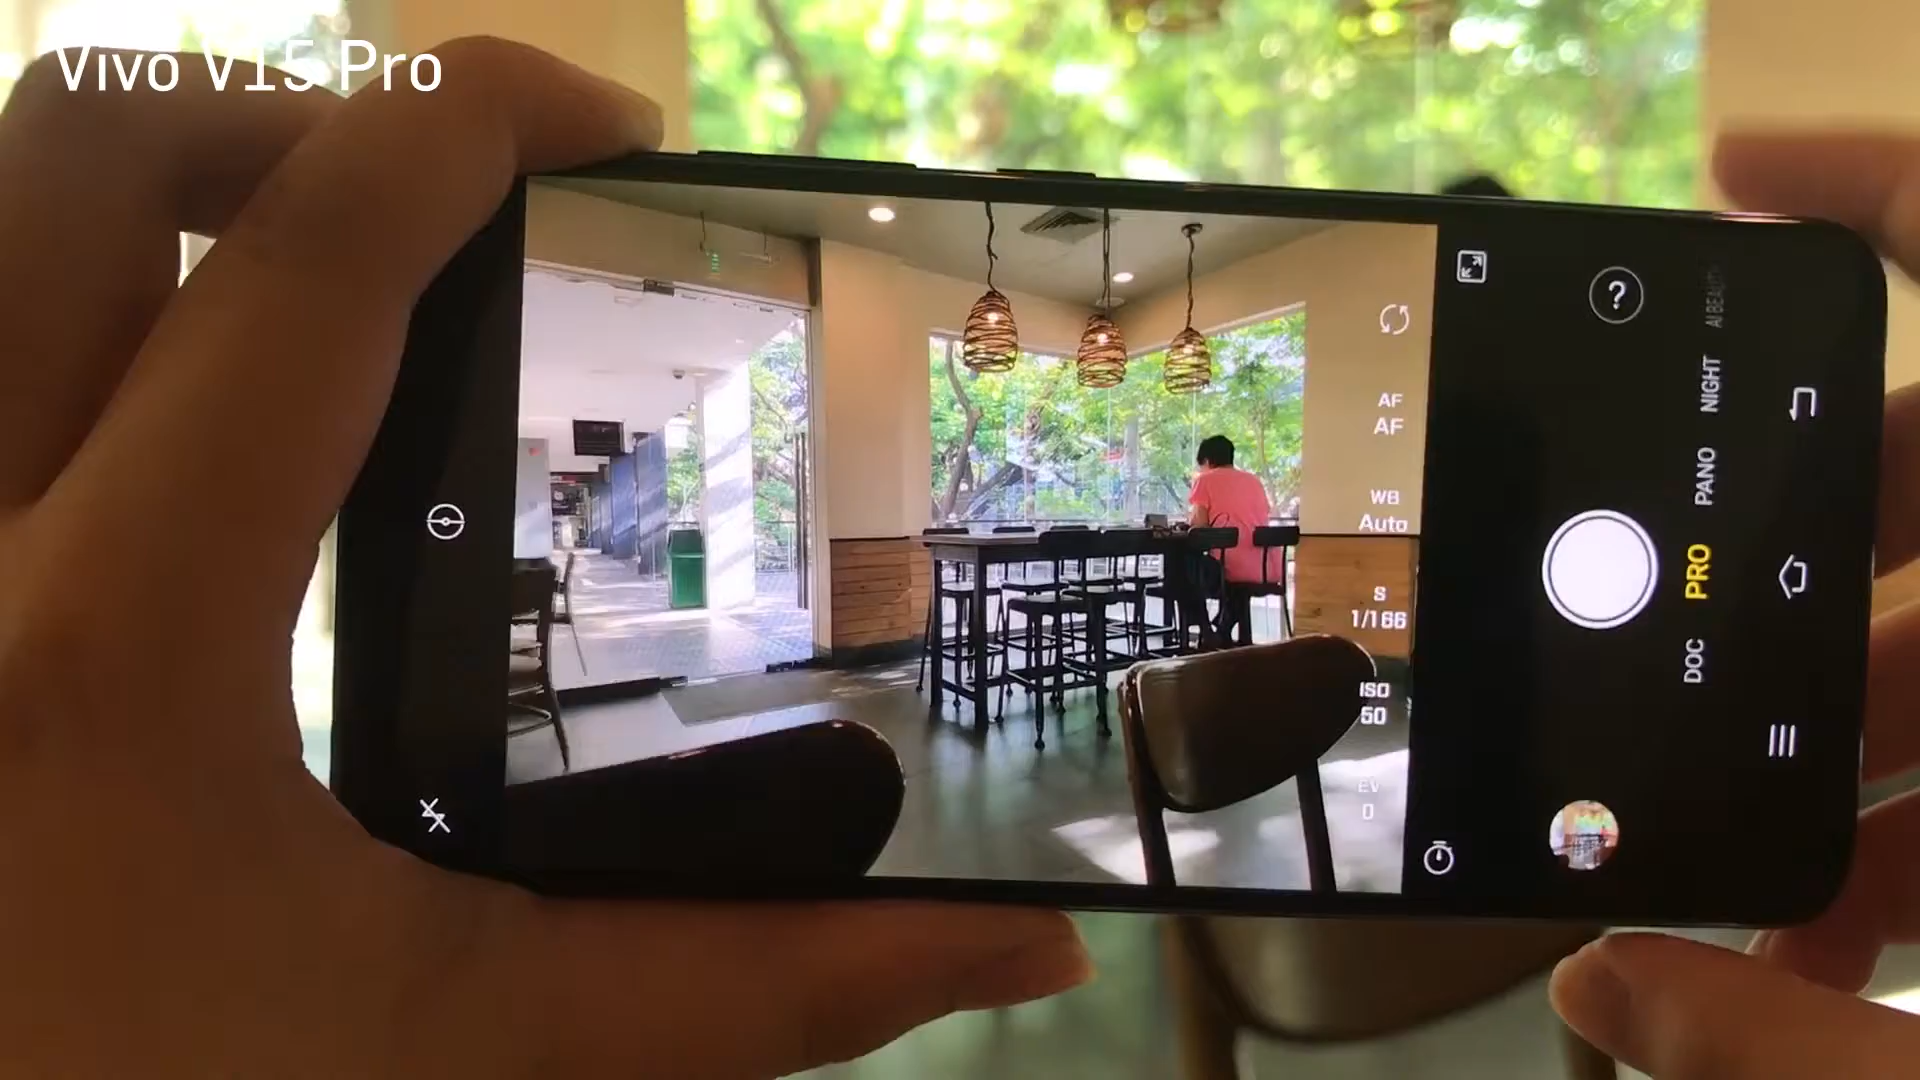 Vivo V15 Pro
AF
AF
WB
Auto
S
1/166
ISO
50
EV
0
?
AI BEAUTY
NIGHT
PANO
PRO
DOC